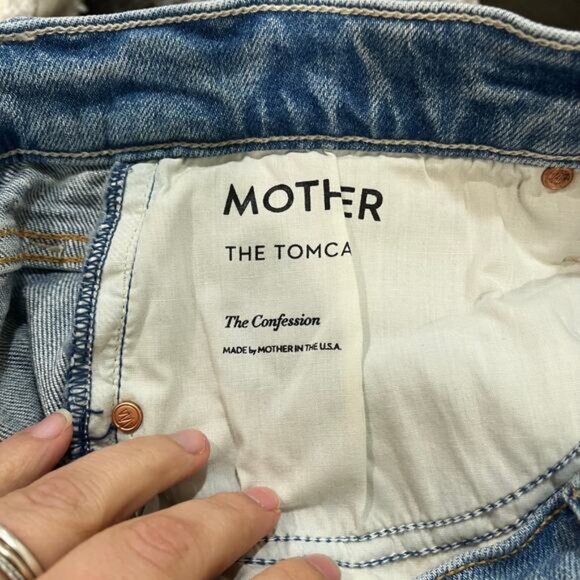 MOTHER
THE TOMCA
The Confession
MADE by MOTHER IN THE U.S.A.